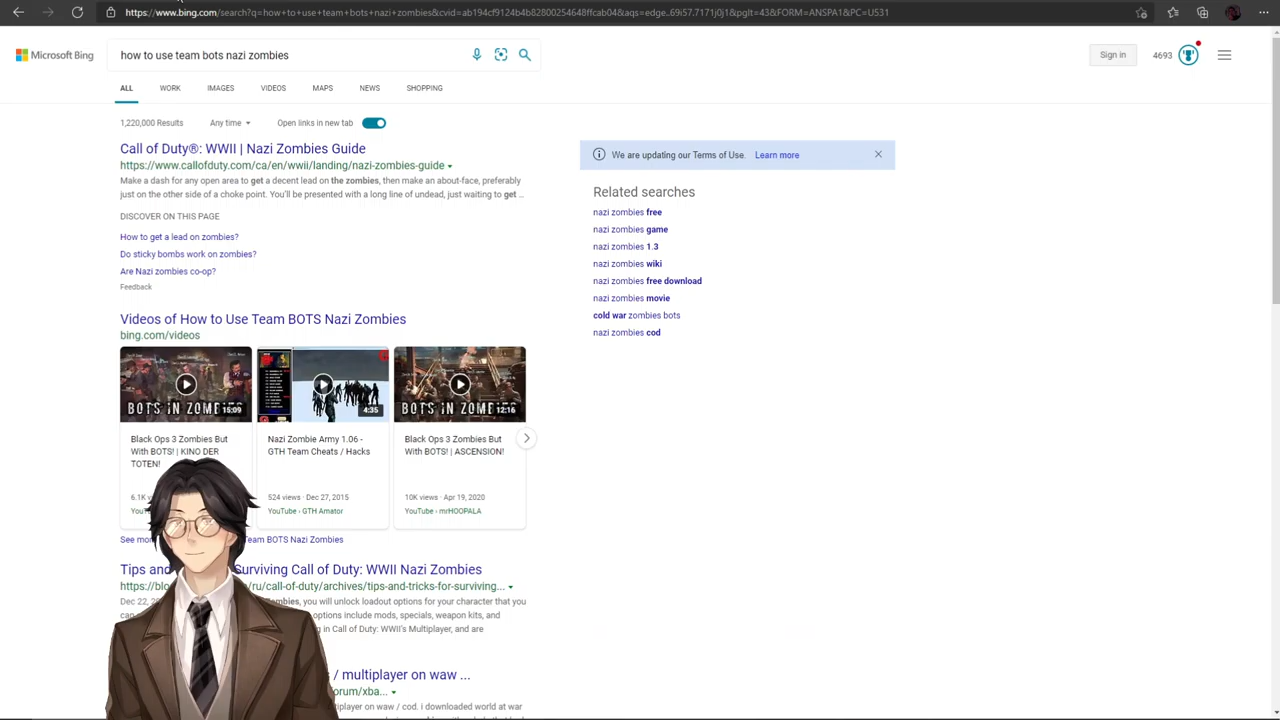 https://www.bing.com/search?q=how+to+use+team+bots+nazi+zombies&cvid=ab194cf9124b4b82800254648ffcab04&aqs=edge..69i57.7171j0j1&pglt=43&FORM=ANSPA1&PC=U531
Microsoft Bing
how to use team bots nazi zombies
Sign in
4693
ALL
WORK
IMAGES
VIDEOS
MAPS
NEWS
SHOPPING
1,220,000 Results
Any time
Open links in new tab
Call of Duty®: WWII | Nazi Zombies Guide
https://www.callofduty.com/ca/en/wwii/landing/nazi-zombies-guide
Make a dash for any open area to get a decent lead on the zombies, then make an about-face, preferably
just on the other side of a choke point. You'll be presented with a long line of undead, just waiting to get ...
DISCOVER ON THIS PAGE
How to get a lead on zombies?
Do sticky bombs work on zombies?
Are Nazi zombies co-op?
Feedback
Videos of How to Use Team BOTS Nazi Zombies
bing.com/videos
BOTS IN ZOMBIES
15:09
Black Ops 3 Zombies But
With BOTS! | KINO DER
TOTEN!
6.1K
4:35
Nazi Zombie Army 1.06 -
GTH Team Cheats / Hacks
524 views · Dec 27, 2015
YouTube › GTH Amator
BOTS IN ZOMBIES
12:16
Black Ops 3 Zombies But
With BOTS! | ASCENSION!
10K views · Apr 19, 2020
YouTube › mrHOOPALA
See Team BOTS Nazi Zombies
Tips and Surviving Call of Duty: WWII Nazi Zombies
https://blo /ru/call-of-duty/archives/tips-and-tricks-for-surviving...
Dec 22, you will unlock loadout options for your character that you
can options include mods, specials, weapon kits, and
in Call of Duty: WWII's Multiplayer, and are
/ multiplayer on waw ...
orum/xba...
on waw / cod. i downloaded world at war
We are updating our Terms of Use. Learn more
Related searches
nazi zombies free
nazi zombies game
nazi zombies 1.3
nazi zombies wiki
nazi zombies free download
nazi zombies movie
cold war zombies bots
nazi zombies cod